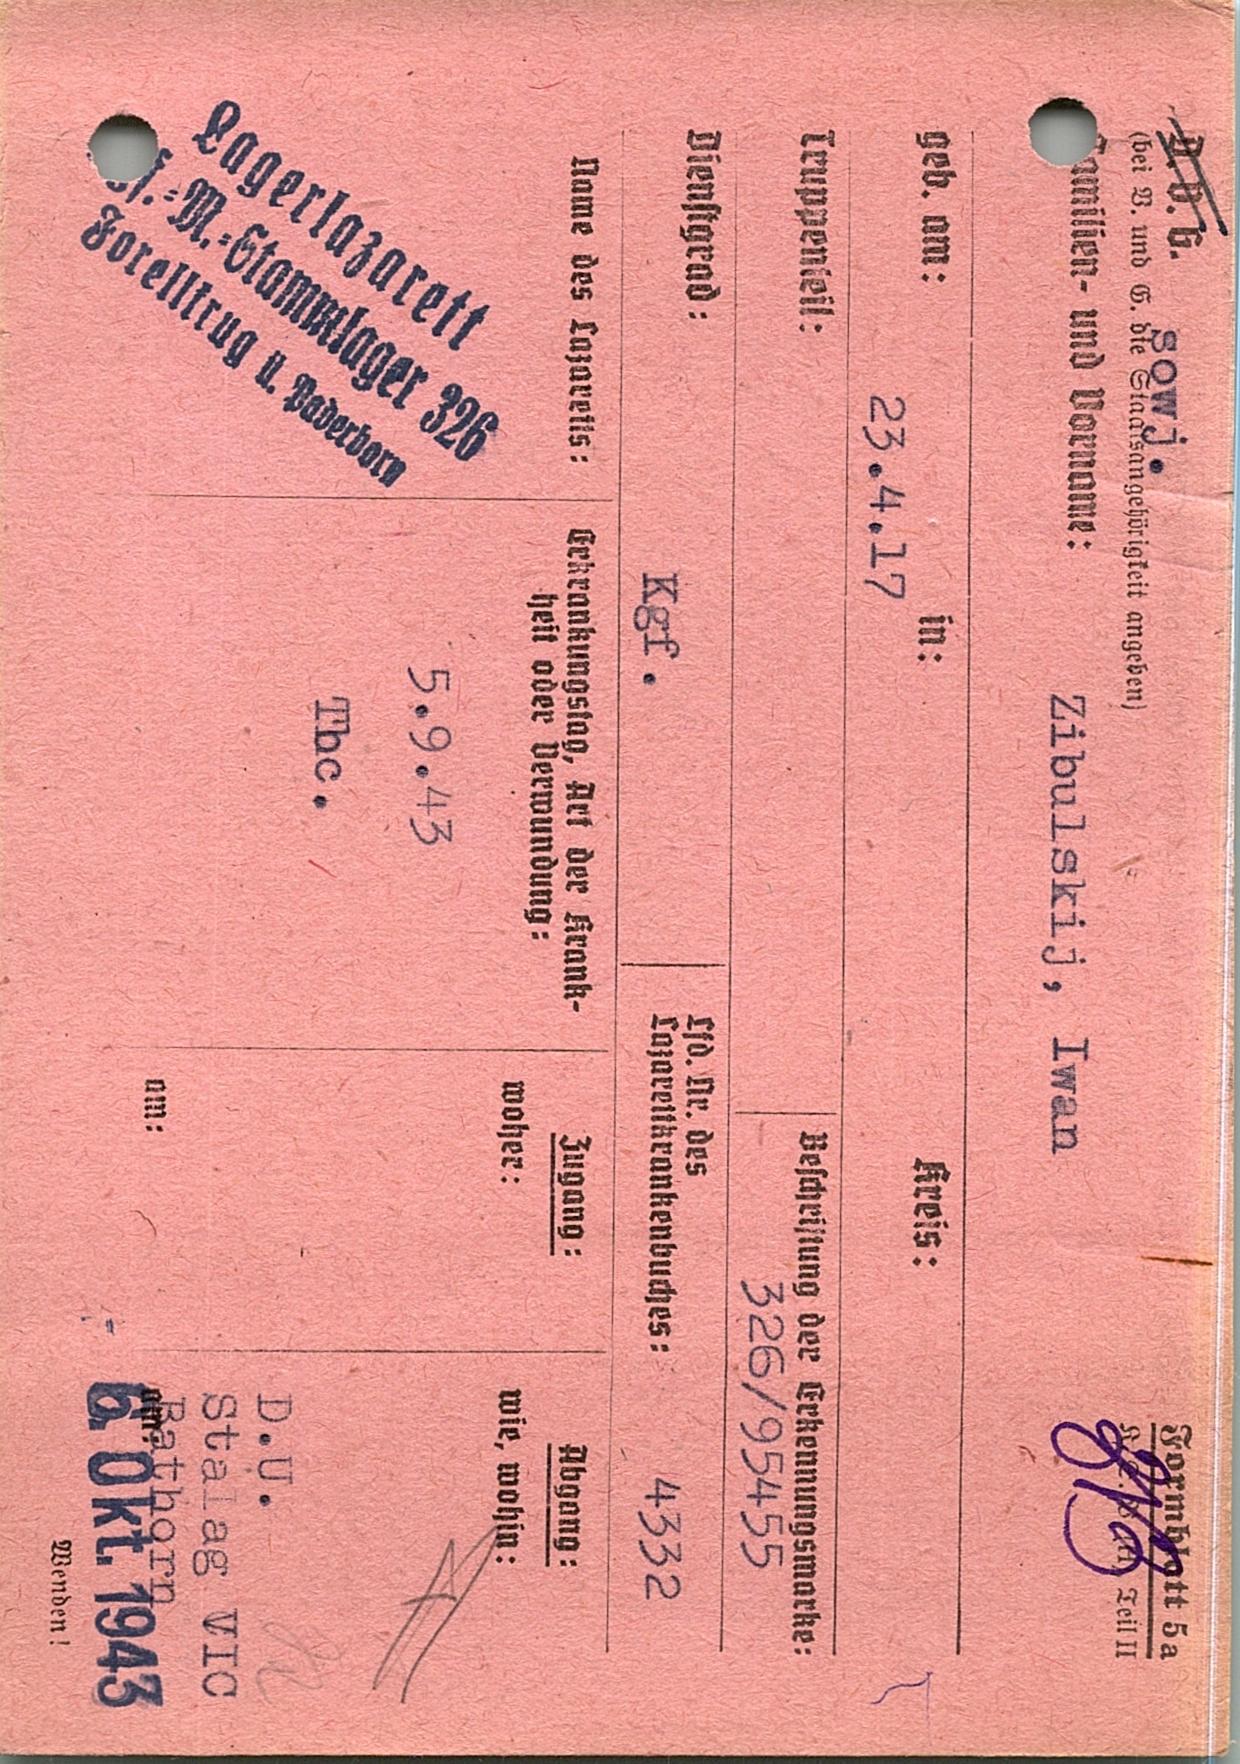 D. V. G.
sowj.
(bei V. und G. die Staatsangehörigkeit angeben)
Formblatt 5a
Teil II
Familien- und Vorname:
Zibulskij, Iwan
geb. am:
23.4.17
in:
Kreis:
Truppenteil:
Beschriftung der Erkennungsmarke:
326/95455
Dienstgrad:
Kgf.
Lfd. Nr. des
Lazarettkrankenbuches:
4332
Name des Lazaretts:
Lagerlazarett
M.-Stammlager 326
Forellkrug u. Paderborn
Erkrankungstag, Art der Krank-
heit oder Verwundung:
5.9.43
Tbc.
Zugang:
woher:
am:
Abgang:
wie, wohin:
D.U.
Stalag VIC
Bathorn
am:
6. Okt. 1943
Wenden!